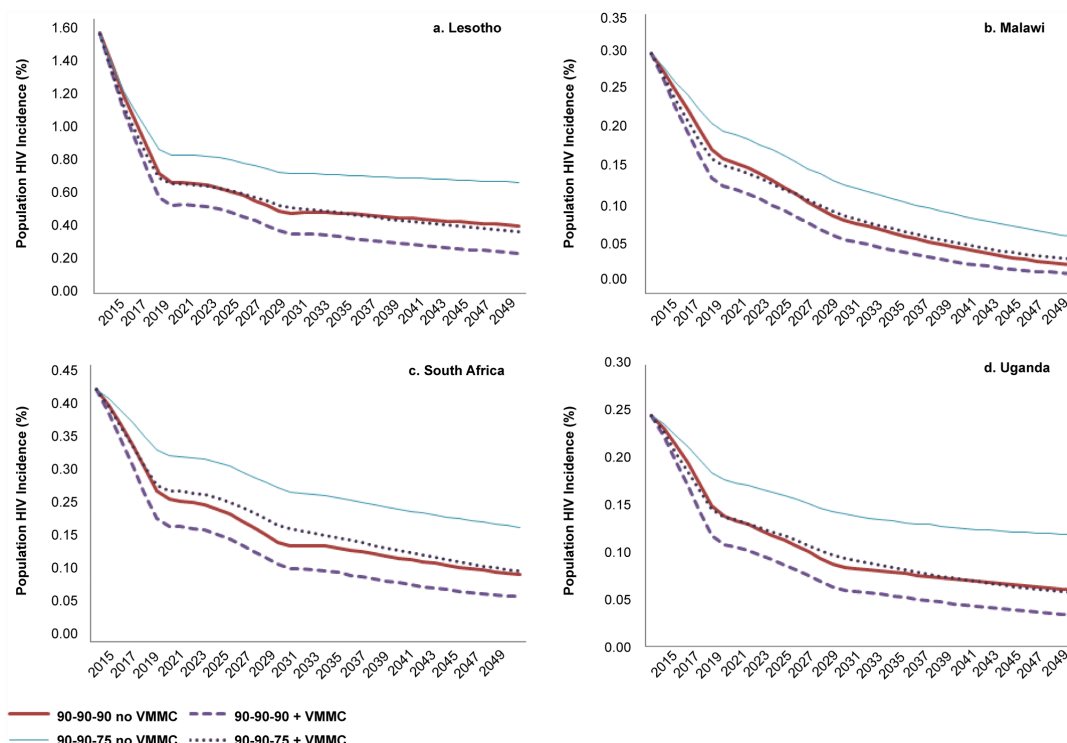 a. Lesotho
Population HIV Incidence (%)
1.60
1.40
1.20
1.00
0.80
0.60
0.40
0.20
0.00
2015 2017 2019 2021 2023 2025 2027 2029 2031 2033 2035 2037 2039 2041 2043 2045 2047 2049
b. Malawi
Population HIV Incidence (%)
0.35
0.30
0.25
0.20
0.15
0.10
0.05
0.00
2015 2017 2019 2021 2023 2025 2027 2029 2031 2033 2035 2037 2039 2041 2043 2045 2047 2049
c. South Africa
Population HIV Incidence (%)
0.45
0.40
0.35
0.30
0.25
0.20
0.15
0.10
0.05
0.00
2015 2017 2019 2021 2023 2025 2027 2029 2031 2033 2035 2037 2039 2041 2043 2045 2047 2049
d. Uganda
Population HIV Incidence (%)
0.30
0.25
0.20
0.15
0.10
0.05
0.00
2015 2017 2019 2021 2023 2025 2027 2029 2031 2033 2035 2037 2039 2041 2043 2045 2047 2049
90-90-90 no VMMC 90-90-90 + VMMC
90-90-75 no VMMC 90-90-75 + VMMC